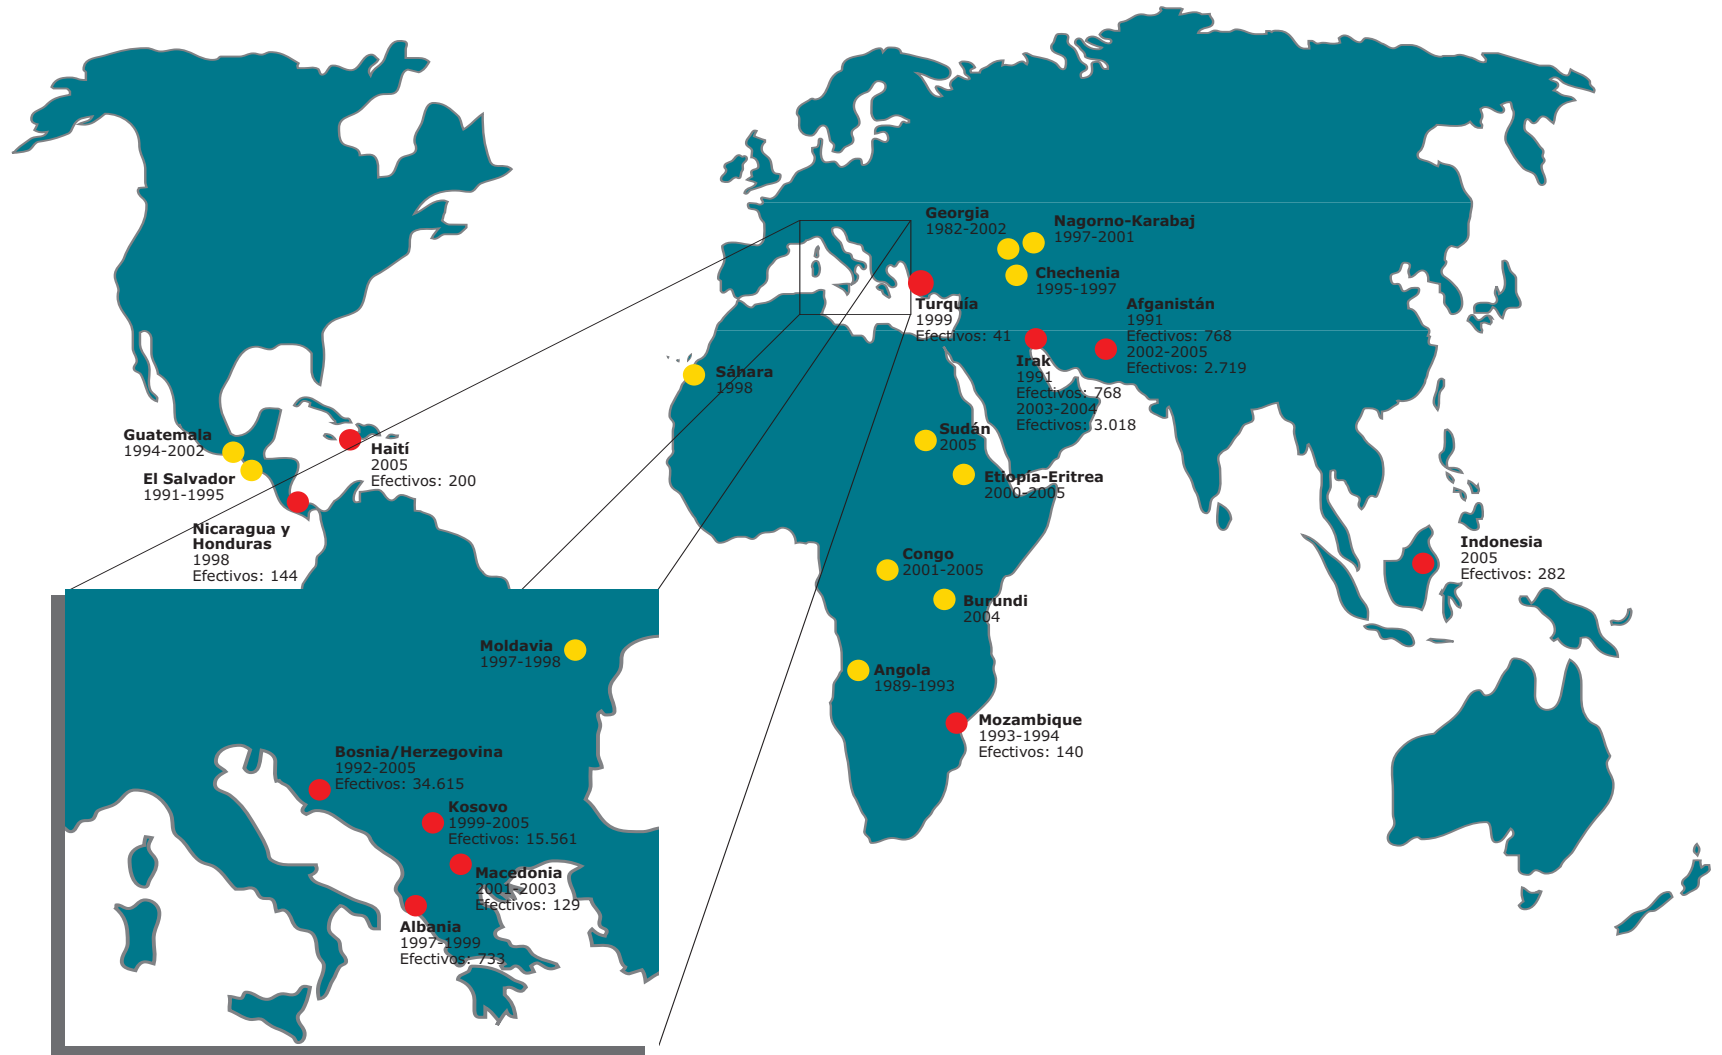 Georgia
1982-2002
Nagorno-Karabaj
1997-2001
Chechenia
1995-1997
Turquía
1999
Efectivos: 41
Afganistán
1991
Efectivos: 768
2002-2005
Efectivos: 2.719
Irak
1991
Efectivos: 768
2003-2004
Efectivos: 3.018
Sáhara
1998
Guatemala
1994-2002
El Salvador
1991-1995
Haití
2005
Efectivos: 200
Nicaragua y
Honduras
1998
Efectivos: 144
Sudán
2005
Etiopía-Eritrea
2000-2005
Congo
2001-2005
Burundi
2004
Indonesia
2005
Efectivos: 282
Angola
1989-1993
Mozambique
1993-1994
Efectivos: 140
Moldavia
1997-1998
Bosnia/Herzegovina
1992-2005
Efectivos: 34.615
Kosovo
1999-2005
Efectivos: 15.561
Macedonia
2001-2003
Efectivos: 129
Albania
1997-1999
Efectivos: 733